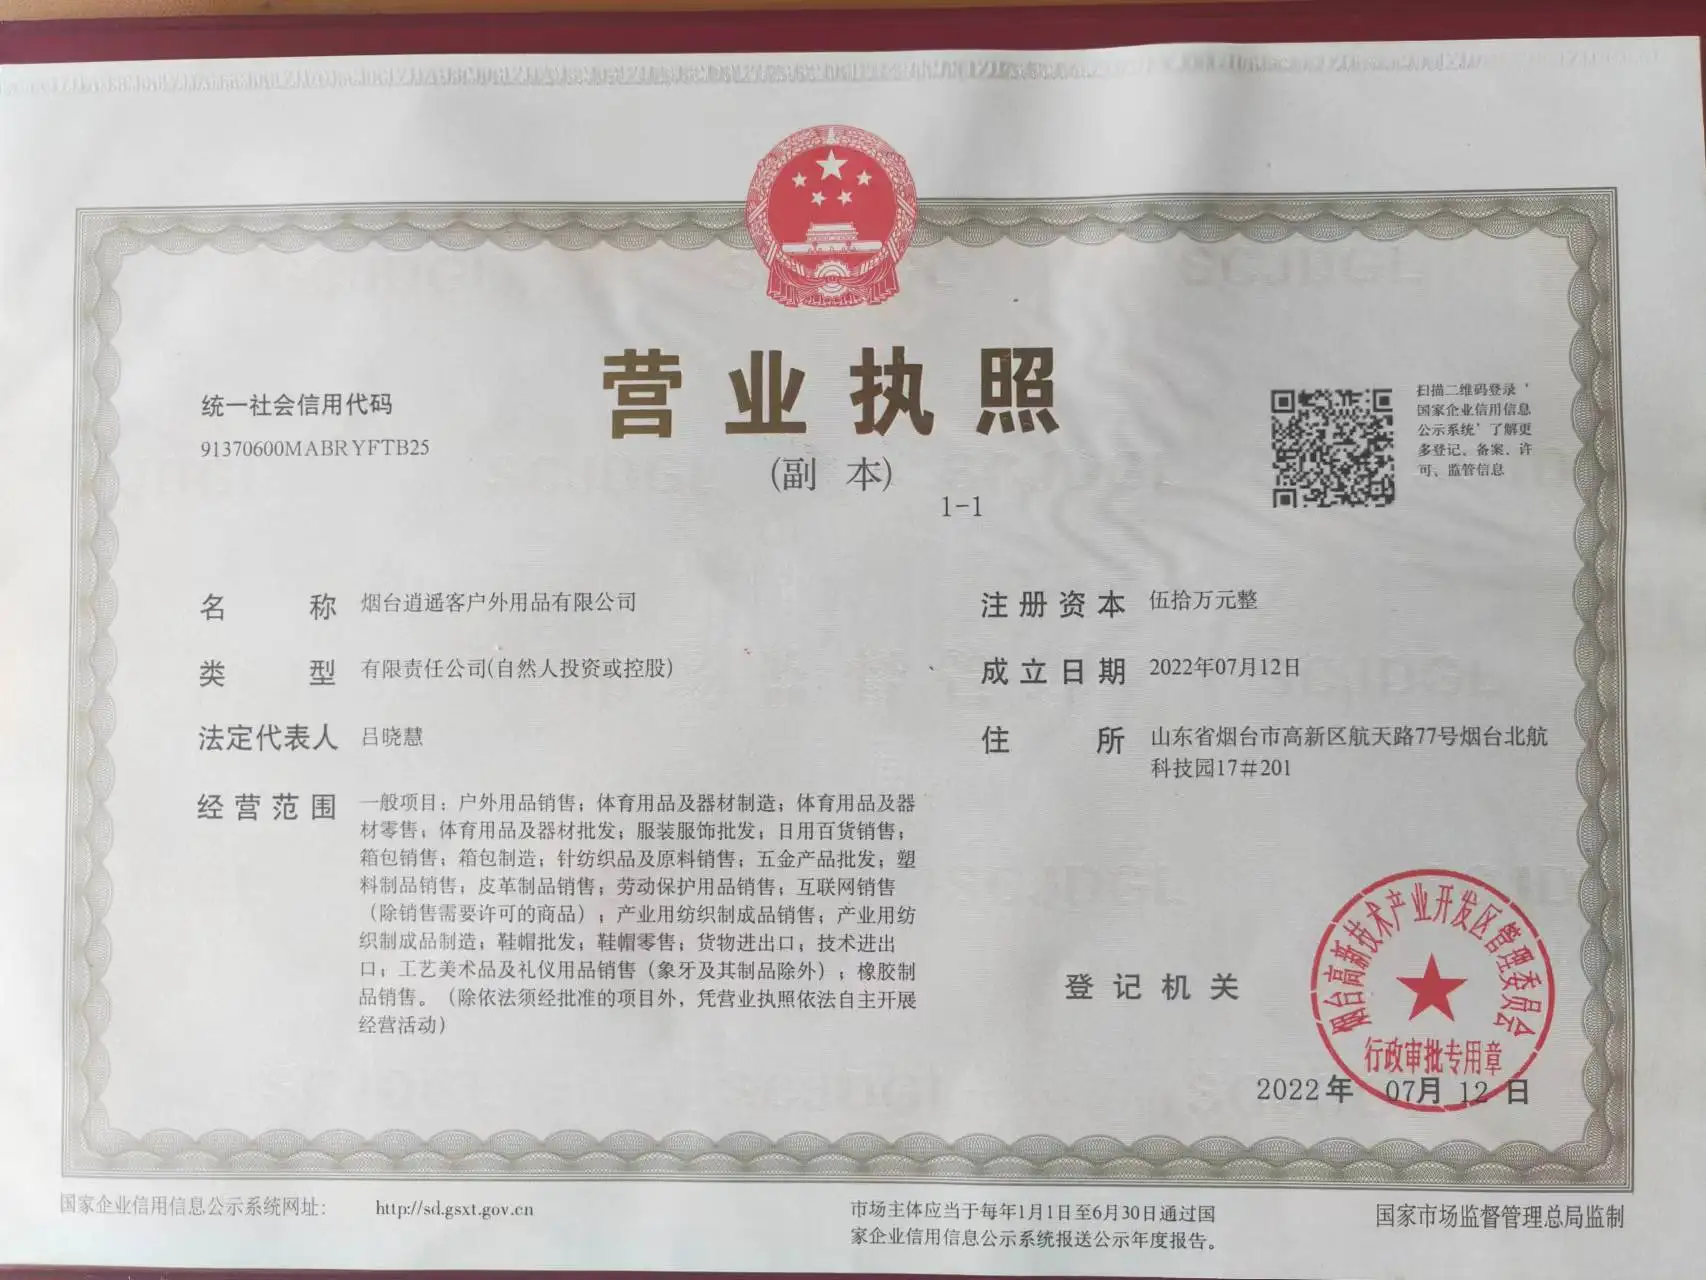 营业执照
(副 本)
1-1
统一社会信用代码
91370600MABRYFTB25
扫描二维码登录'
国家企业信用信息
公示系统'了解更
多登记、备案、许
可、监管信息
名称 烟台逍遥客户外用品有限公司
类型 有限责任公司(自然人投资或控股)
法定代表人 吕晓慧
经营范围 一般项目：户外用品销售；体育用品及器材制造；体育用品及器
材零售；体育用品及器材批发；服装服饰批发；日用百货销售；
箱包销售；箱包制造；针纺织品及原料销售；五金产品批发；塑
料制品销售；皮革制品销售；劳动保护用品销售；互联网销售
（除销售需要许可的商品）；产业用纺织制成品销售；产业用纺
织制成品制造；鞋帽批发；鞋帽零售；货物进出口；技术进出
口；工艺美术品及礼仪用品销售（象牙及其制品除外）；橡胶制
品销售。（除依法须经批准的项目外，凭营业执照依法自主开展
经营活动）
注册资本 伍拾万元整
成立日期 2022年07月12日
住所 山东省烟台市高新区航天路77号烟台北航
科技园17#201
登记机关
烟台高新技术产业开发区管理委员会
行政审批专用章
2022年 07月 12 日
国家企业信用信息公示系统网址： http://sd.gsxt.gov.cn
市场主体应当于每年1月1日至6月30日通过国
家企业信用信息公示系统报送公示年度报告。
国家市场监督管理总局监制